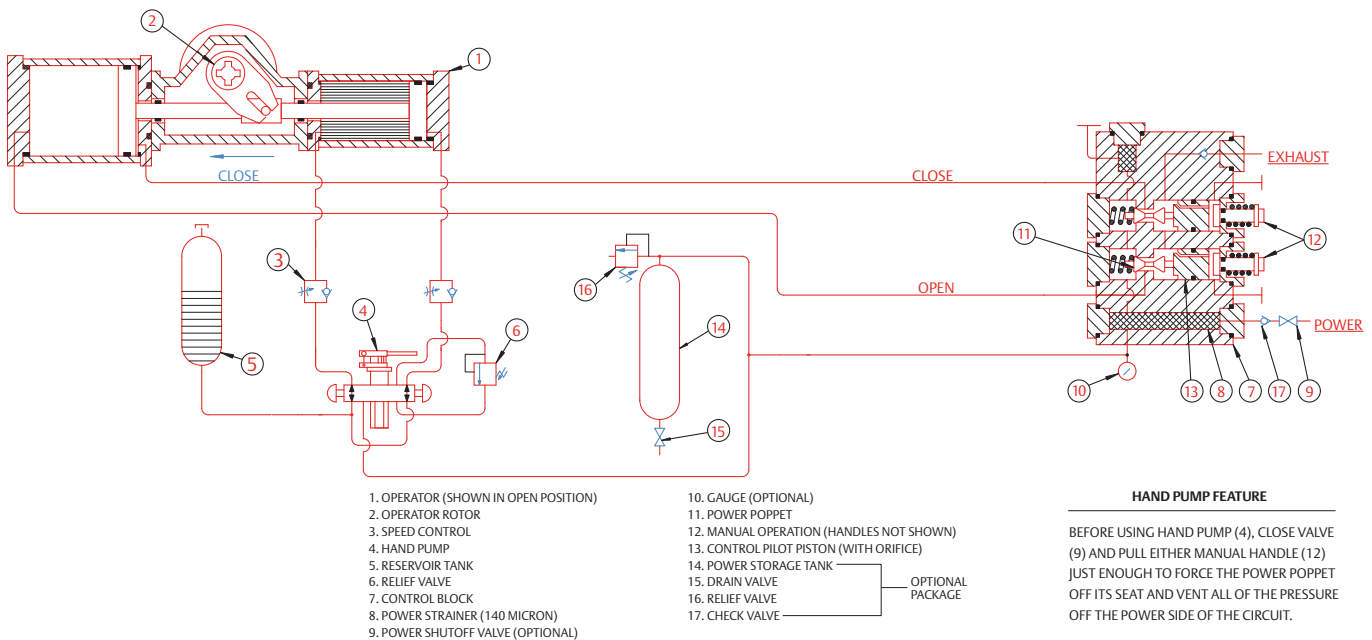 2
1
CLOSE
CLOSE
EXHAUST
12
11
3
16
OPEN
4
14
6
POWER
5
10
13
8
7
17
9
15
1. OPERATOR (SHOWN IN OPEN POSITION)
2. OPERATOR ROTOR
3. SPEED CONTROL
4. HAND PUMP
5. RESERVOIR TANK
6. RELIEF VALVE
7. CONTROL BLOCK
8. POWER STRAINER (140 MICRON)
9. POWER SHUTOFF VALVE (OPTIONAL)
10. GAUGE (OPTIONAL)
11. POWER POPPET
12. MANUAL OPERATION (HANDLES NOT SHOWN)
13. CONTROL PILOT PISTON (WITH ORIFICE)
14. POWER STORAGE TANK
15. DRAIN VALVE
16. RELIEF VALVE
17. CHECK VALVE
OPTIONAL
PACKAGE
HAND PUMP FEATURE
BEFORE USING HAND PUMP (4), CLOSE VALVE
(9) AND PULL EITHER MANUAL HANDLE (12)
JUST ENOUGH TO FORCE THE POWER POPPET
OFF ITS SEAT AND VENT ALL OF THE PRESSURE
OFF THE POWER SIDE OF THE CIRCUIT.